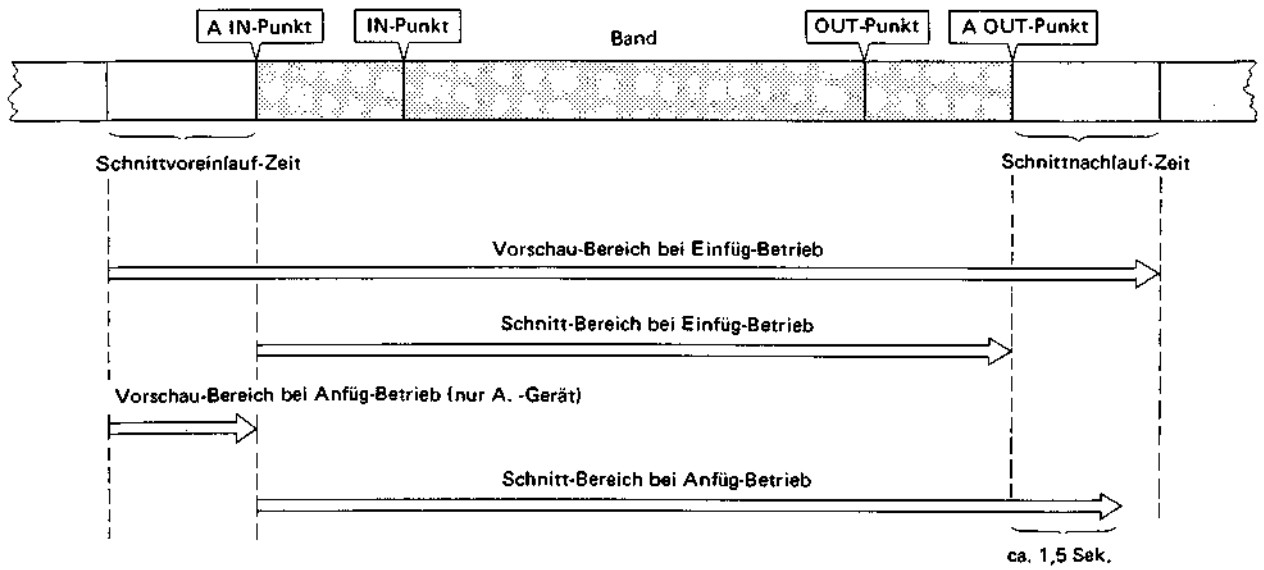 A IN-Punkt
IN-Punkt
Band
OUT-Punkt
A OUT-Punkt
Schnittvoreinlauf-Zeit
Schnittnachlauf-Zeit
Vorschau-Bereich bei Einfüg-Betrieb
Schnitt-Bereich bei Einfüg-Betrieb
Vorschau-Bereich bei Anfüg-Betrieb (nur A. -Gerät)
Schnitt-Bereich bei Anfüg-Betrieb
ca. 1,5 Sek.